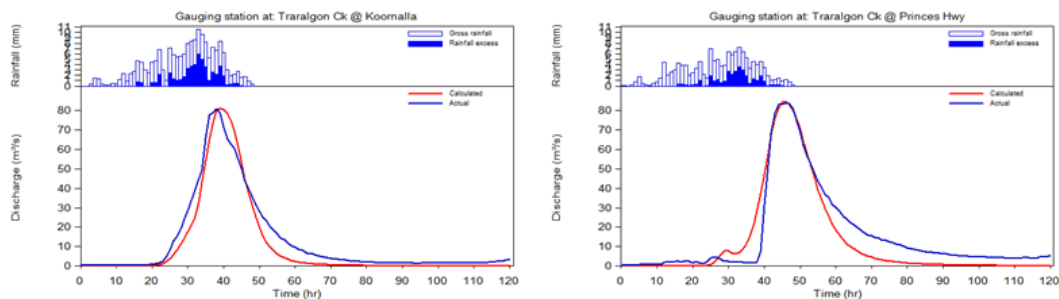 Gauging station at: Traralgon Ck @ Koornalla
Rainfall (mm)
11
Gross rainfall
Rainfall excess
Discharge (m³/s)
80
70
60
50
40
30
20
10
0
Calculated
Actual
0 10 20 30 40 50 60 70 80 90 100 110 120
Time (hr)
Gauging station at: Traralgon Ck @ Princes Hwy
Rainfall (mm)
11
Gross rainfall
Rainfall excess
Discharge (m³/s)
80
70
60
50
40
30
20
10
0
Calculated
Actual
0 10 20 30 40 50 60 70 80 90 100 110 120
Time (hr)